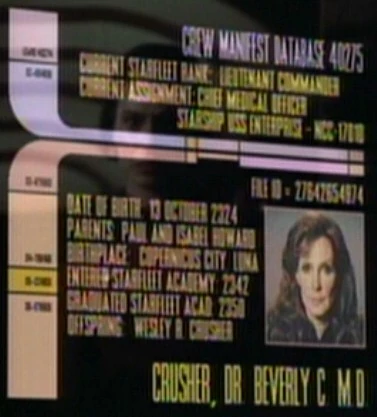 CREW MANIFEST DATABASE 40275
CURRENT STARFLEET RANK: LIEUTENANT COMMANDER
CURRENT ASSIGNMENT: CHIEF MEDICAL OFFICER
STARSHIP USS ENTERPRISE - NCC-1701D
FILE ID = 27642654874
DATE OF BIRTH: 13 OCTOBER 2324
PARENTS: PAUL AND ISABEL HOWARD
BIRTHPLACE: COPERNICUS CITY, LUNA
ENTERED STARFLEET ACADEMY: 2342
GRADUATED STARFLEET ACAD: 2350
OFFSPRING: WESLEY R. CRUSHER
CRUSHER, DR. BEVERLY C. M.D.